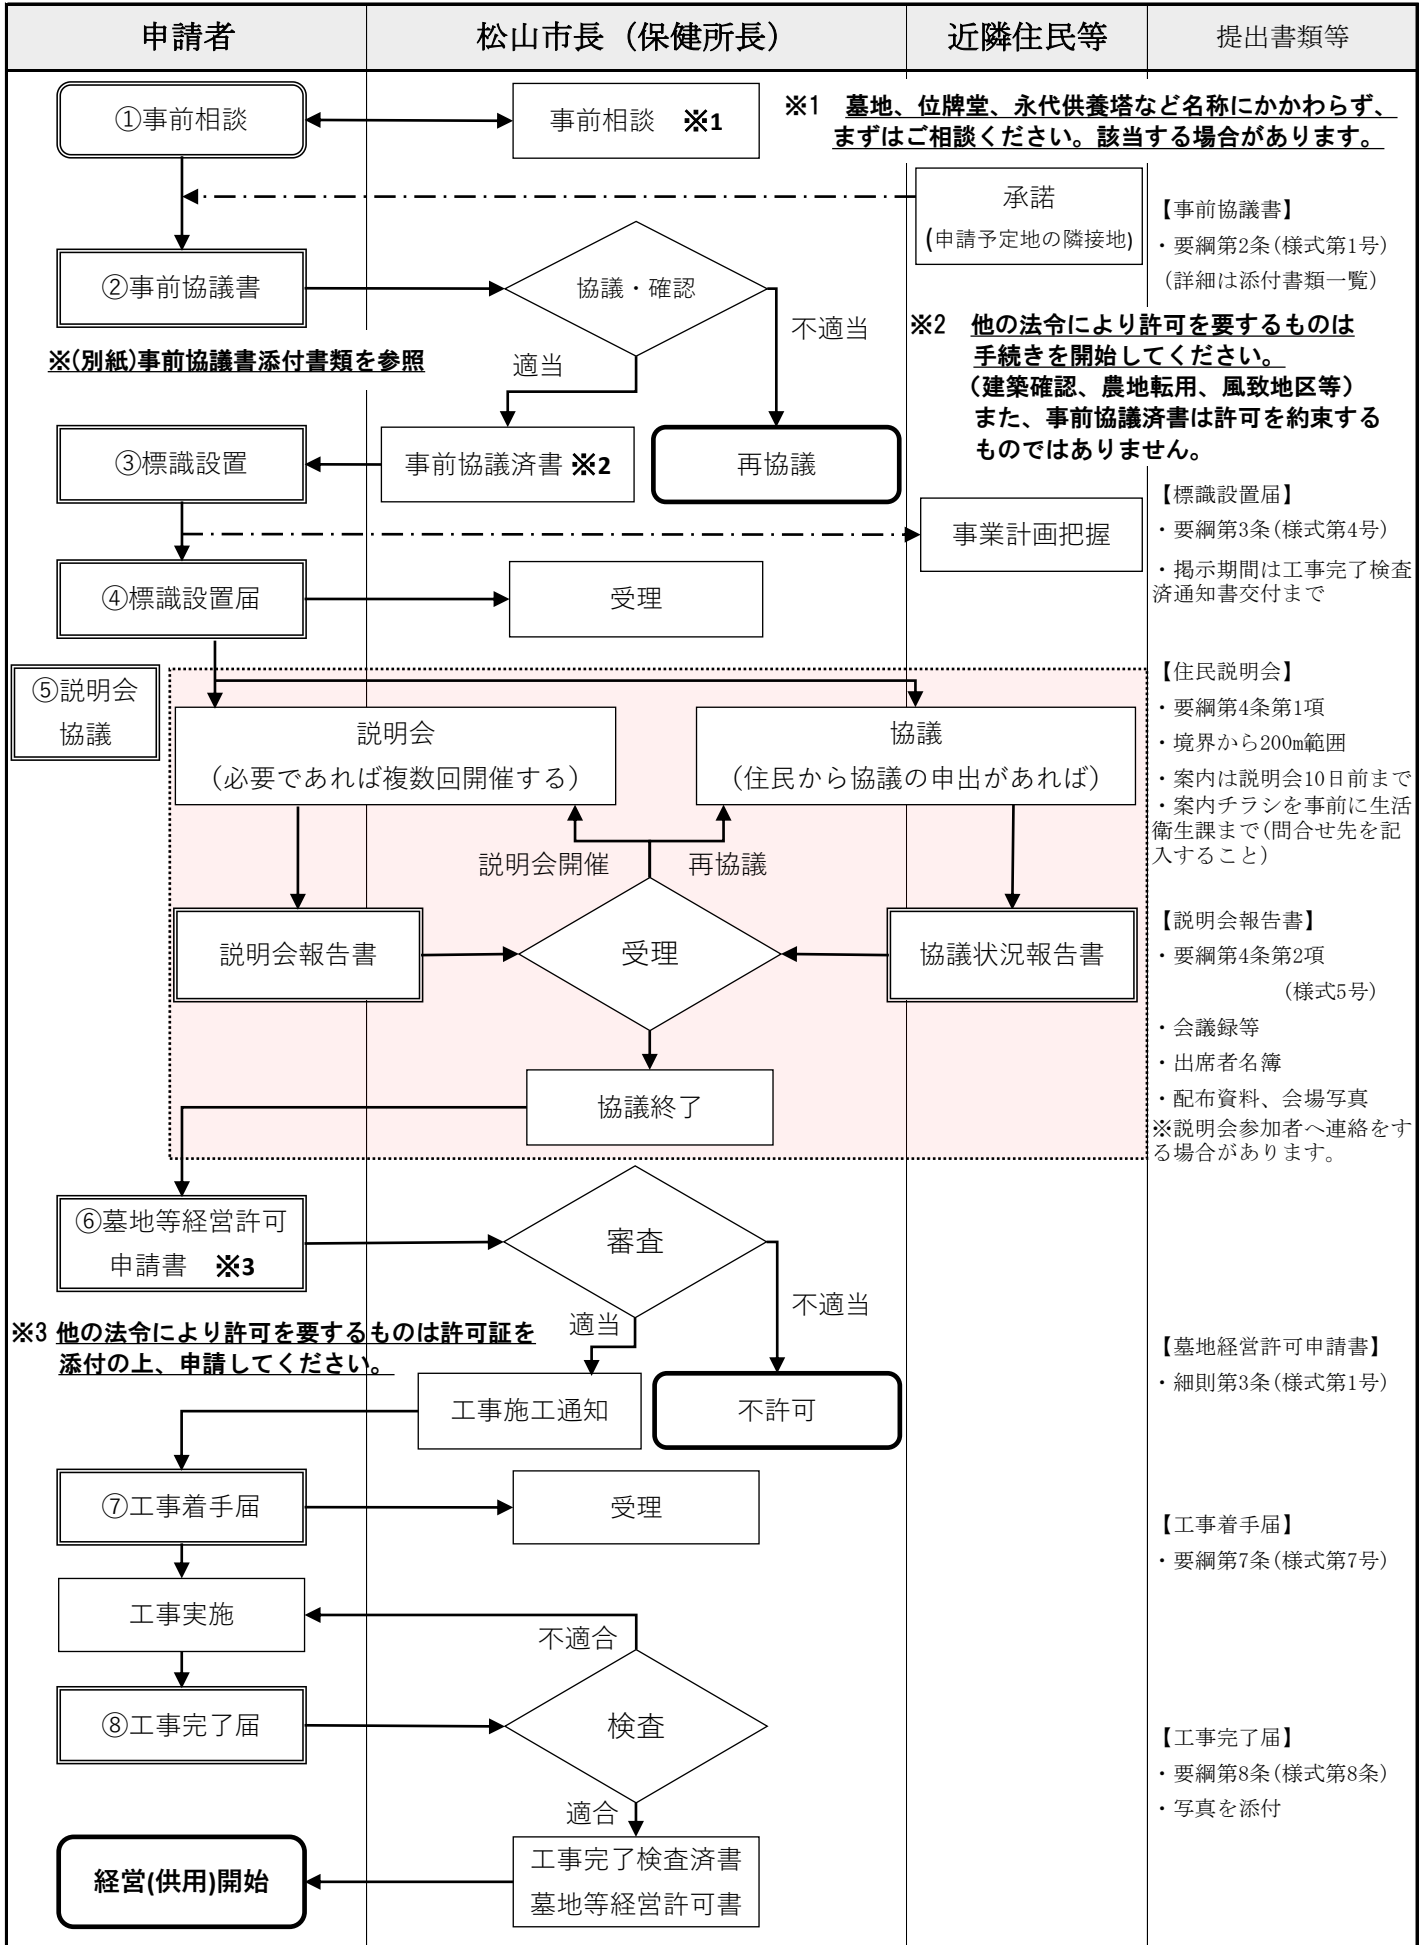 申請者
松山市長（保健所長）
近隣住民等
提出書類等
①事前相談
事前相談　※1
※1　墓地、位牌堂、永代供養塔など名称にかかわらず、
まずはご相談ください。該当する場合があります。
承諾
(申請予定地の隣接地)
【事前協議書】
・要綱第2条(様式第1号)
(詳細は添付書類一覧)
②事前協議書
協議・確認
不適当
適当
※(別紙)事前協議書添付書類を参照
※2　他の法令により許可を要するものは
手続きを開始してください。
（建築確認、農地転用、風致地区等）
また、事前協議済書は許可を約束する
ものではありません。
③標識設置
事前協議済書 ※2
再協議
【標識設置届】
・要綱第3条(様式第4号)
・掲示期間は工事完了検査
済通知書交付まで
事業計画把握
④標識設置届
受理
⑤説明会
協議
説明会
（必要であれば複数回開催する）
協議
（住民から協議の申出があれば）
【住民説明会】
・要綱第4条第1項
・境界から200m範囲
・案内は説明会10日前まで
・案内チラシを事前に生活
衛生課まで(問合せ先を記
入すること)
説明会開催
再協議
説明会報告書
受理
協議状況報告書
【説明会報告書】
・要綱第4条第2項
(様式5号)
・会議録等
・出席者名簿
・配布資料、会場写真
※説明会参加者へ連絡をす
る場合があります。
協議終了
⑥墓地等経営許可
申請書　※3
審査
不適当
適当
※3 他の法令により許可を要するものは許可証を
添付の上、申請してください。
【墓地経営許可申請書】
・細則第3条(様式第1号)
工事施工通知
不許可
⑦工事着手届
受理
【工事着手届】
・要綱第7条(様式第7号)
工事実施
不適合
⑧工事完了届
検査
【工事完了届】
・要綱第8条(様式第8条)
・写真を添付
適合
経営(供用)開始
工事完了検査済書
墓地等経営許可書